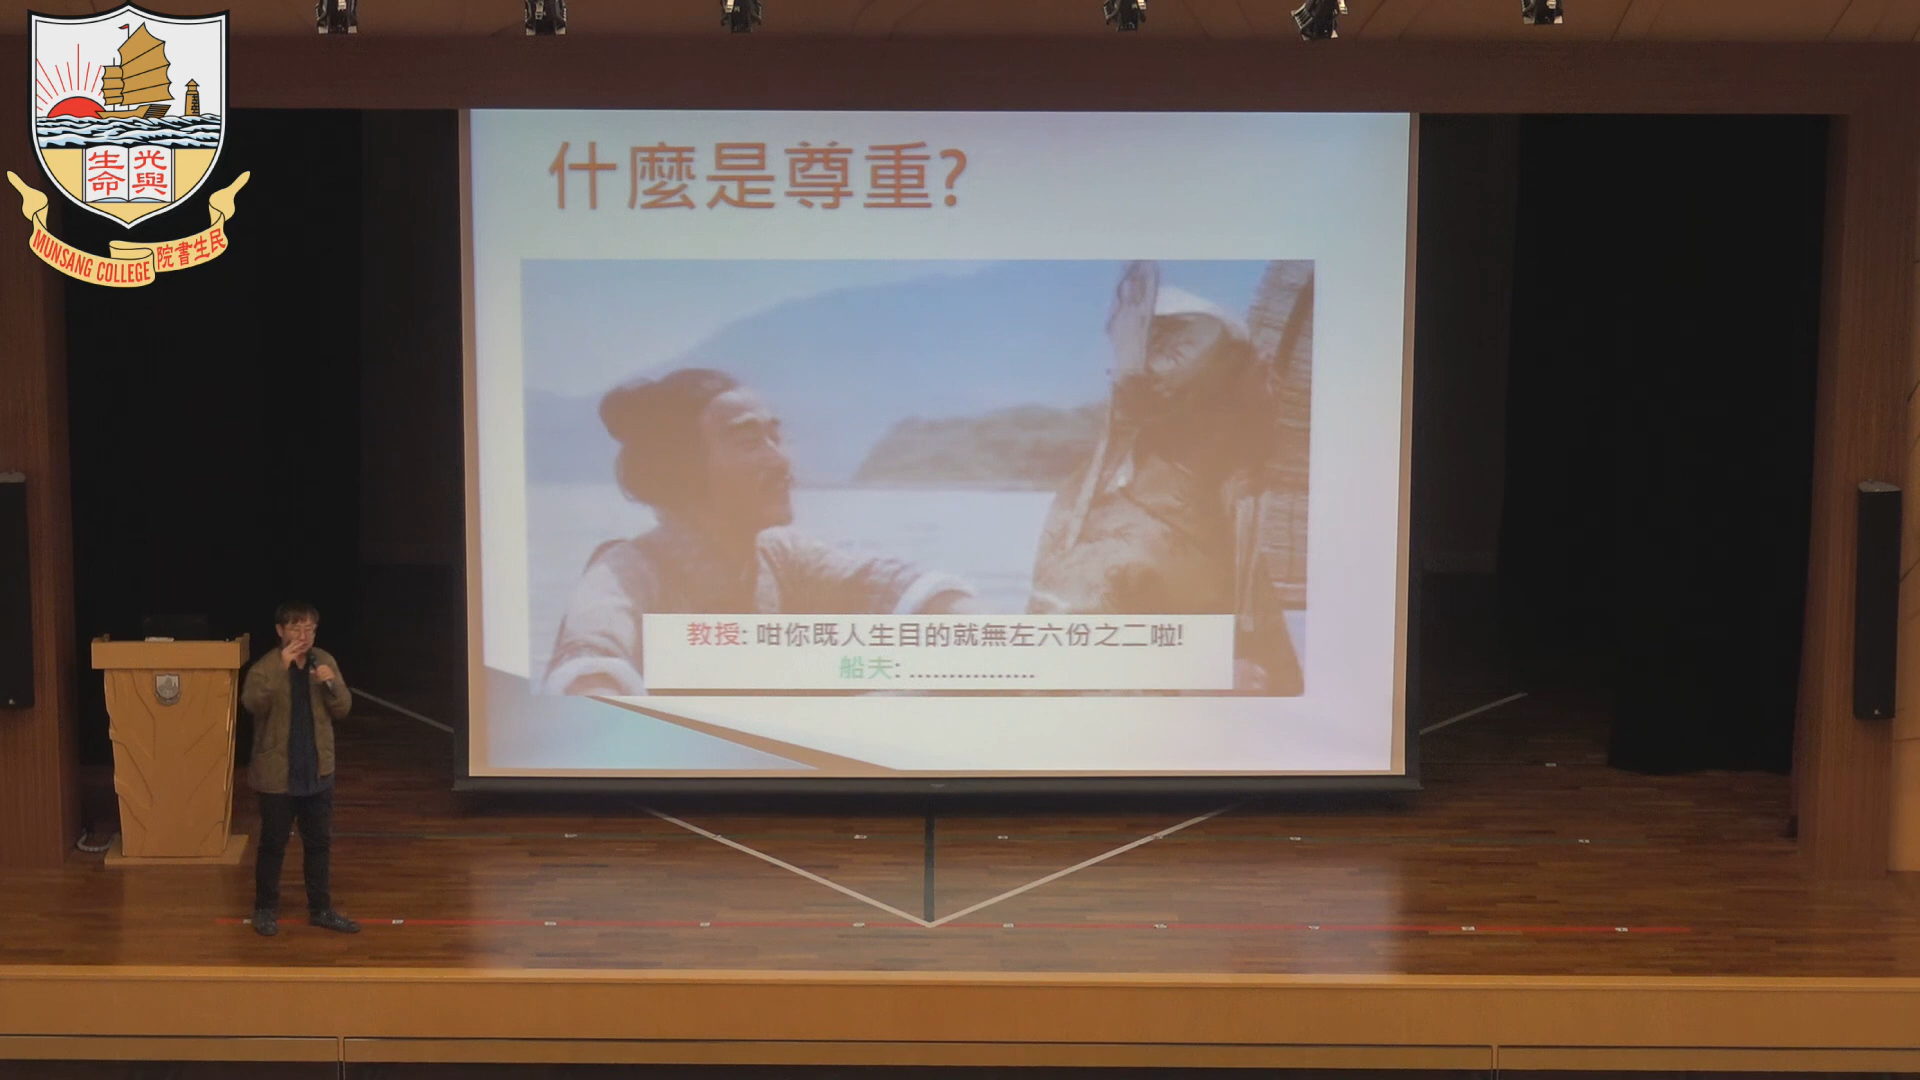 光與
生命
MUNSANG COLLEGE 民生書院
什麼是尊重?
教授: 咁你既人生目的就無左六份之二啦!
船夫: ................